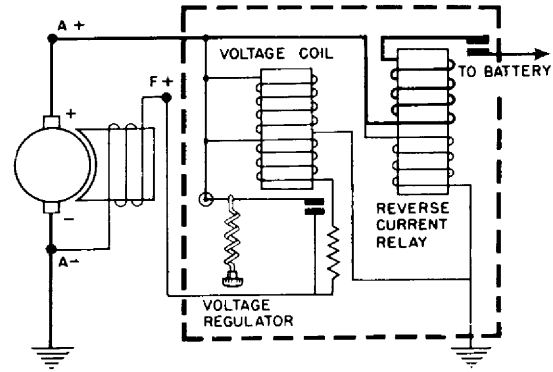 A+
F+
VOLTAGE COIL
TO BATTERY
+
−
A−
REVERSE
CURRENT
RELAY
VOLTAGE
REGULATOR